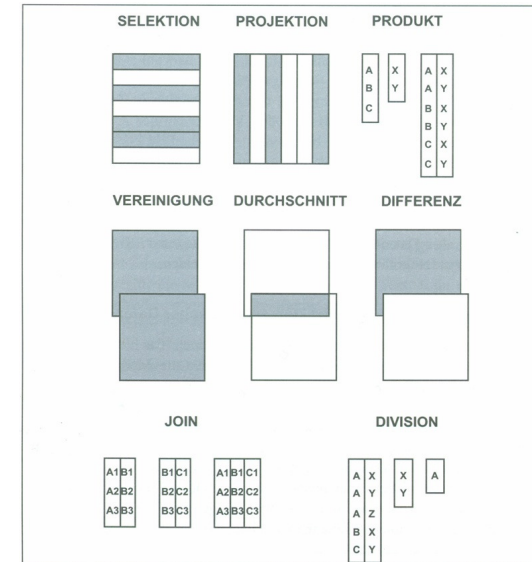 SELEKTION PROJEKTION PRODUKT
A X A X
B Y A Y
C B X
B Y
C X
C Y
VEREINIGUNG DURCHSCHNITT DIFFERENZ
JOIN DIVISION
A1 B1 B1 C1 A1 B1 C1 A X X A
A2 B2 B2 C2 A2 B2 C2 A Y Y
A3 B3 B3 C3 A3 B3 C3 A Z
B X
C Y